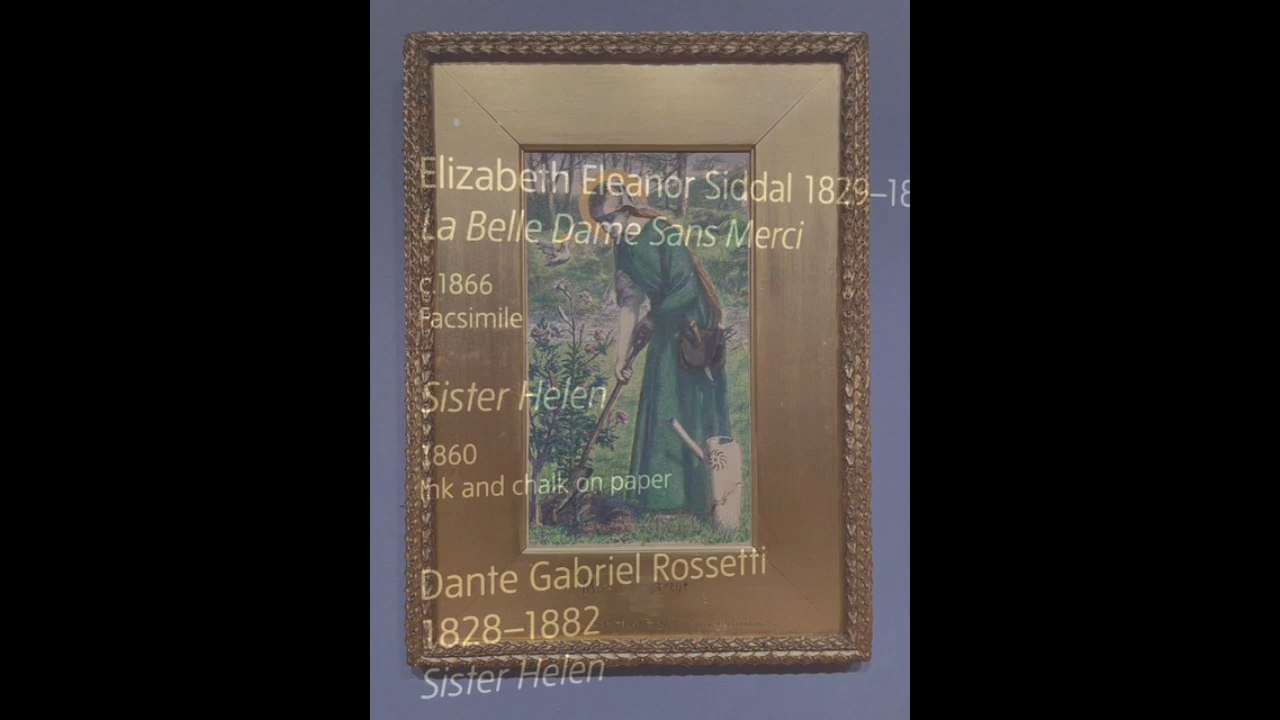 Elizabeth Eleanor Siddal 1829–18
La Belle Dame Sans Merci
c.1866
Facsimile
Sister Helen
1860
Ink and chalk on paper
Dante Gabriel Rossetti
1828–1882
Sister Helen